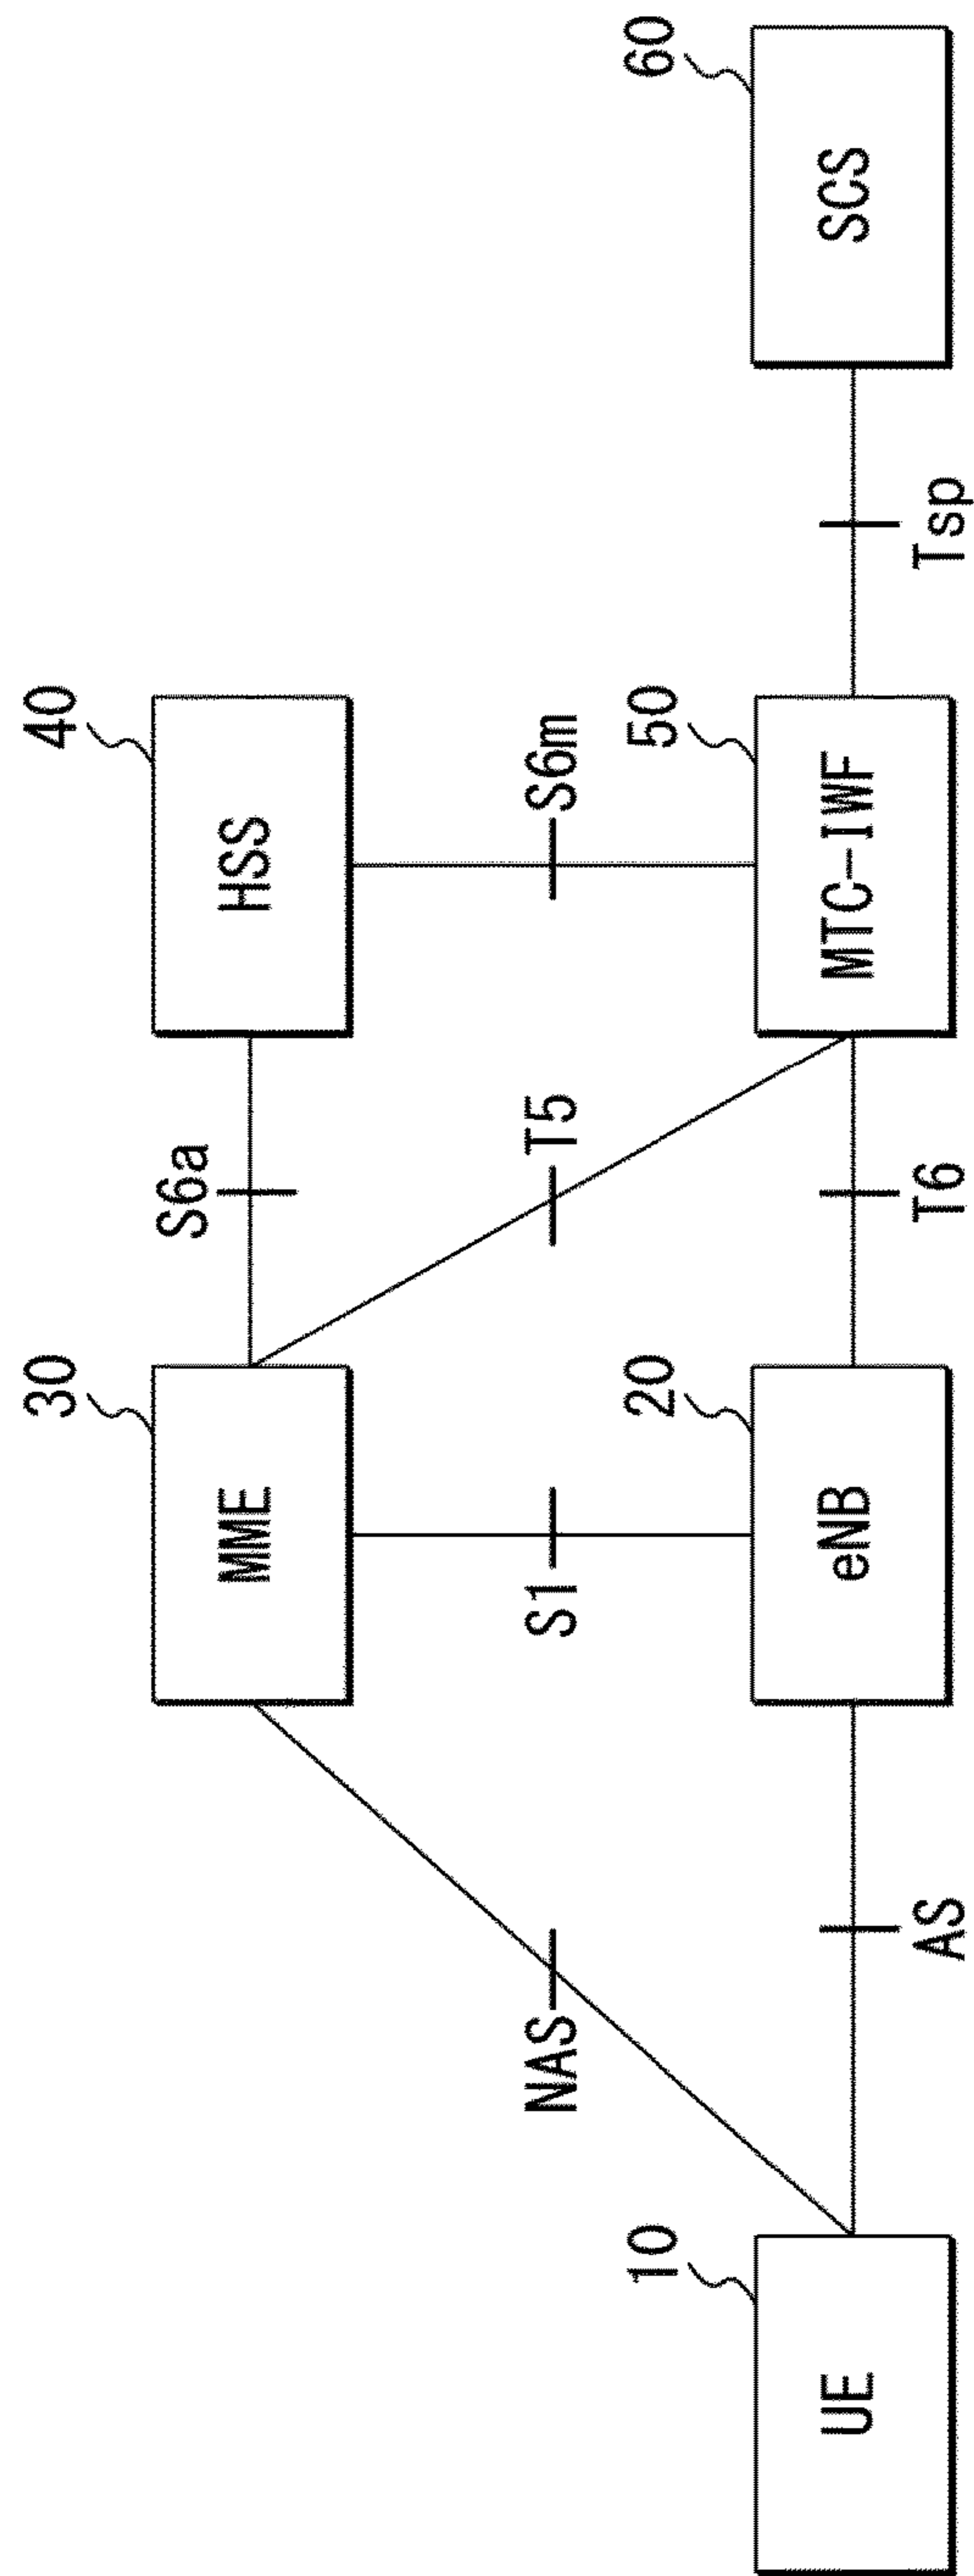 30
40
MME
S6a
HSS
NAS
S1
T5
S6m
10
20
50
60
UE
eNB
MTC-IWF
SCS
AS
T6
Tsp